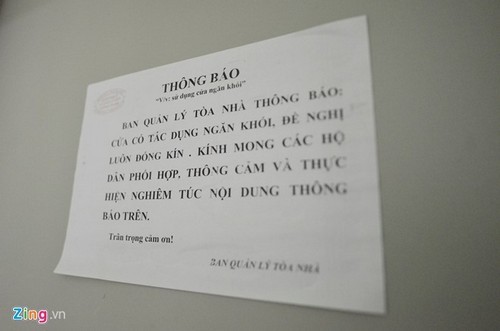 THÔNG BÁO
"V/v: sử dụng cửa ngăn khói"
BAN QUẢN LÝ TÒA NHÀ THÔNG BÁO:
CỬA CÓ TÁC DỤNG NGĂN KHÓI, ĐỀ NGHỊ
LUÔN ĐÓNG KÍN . KÍNH MONG CÁC HỘ
DÂN PHỐI HỢP, THÔNG CẢM VÀ THỰC
HIỆN NGHIÊM TÚC NỘI DUNG THÔNG
BÁO TRÊN.
Trân trọng cảm ơn!
BAN QUẢN LÝ TÒA NHÀ
Zing.vn